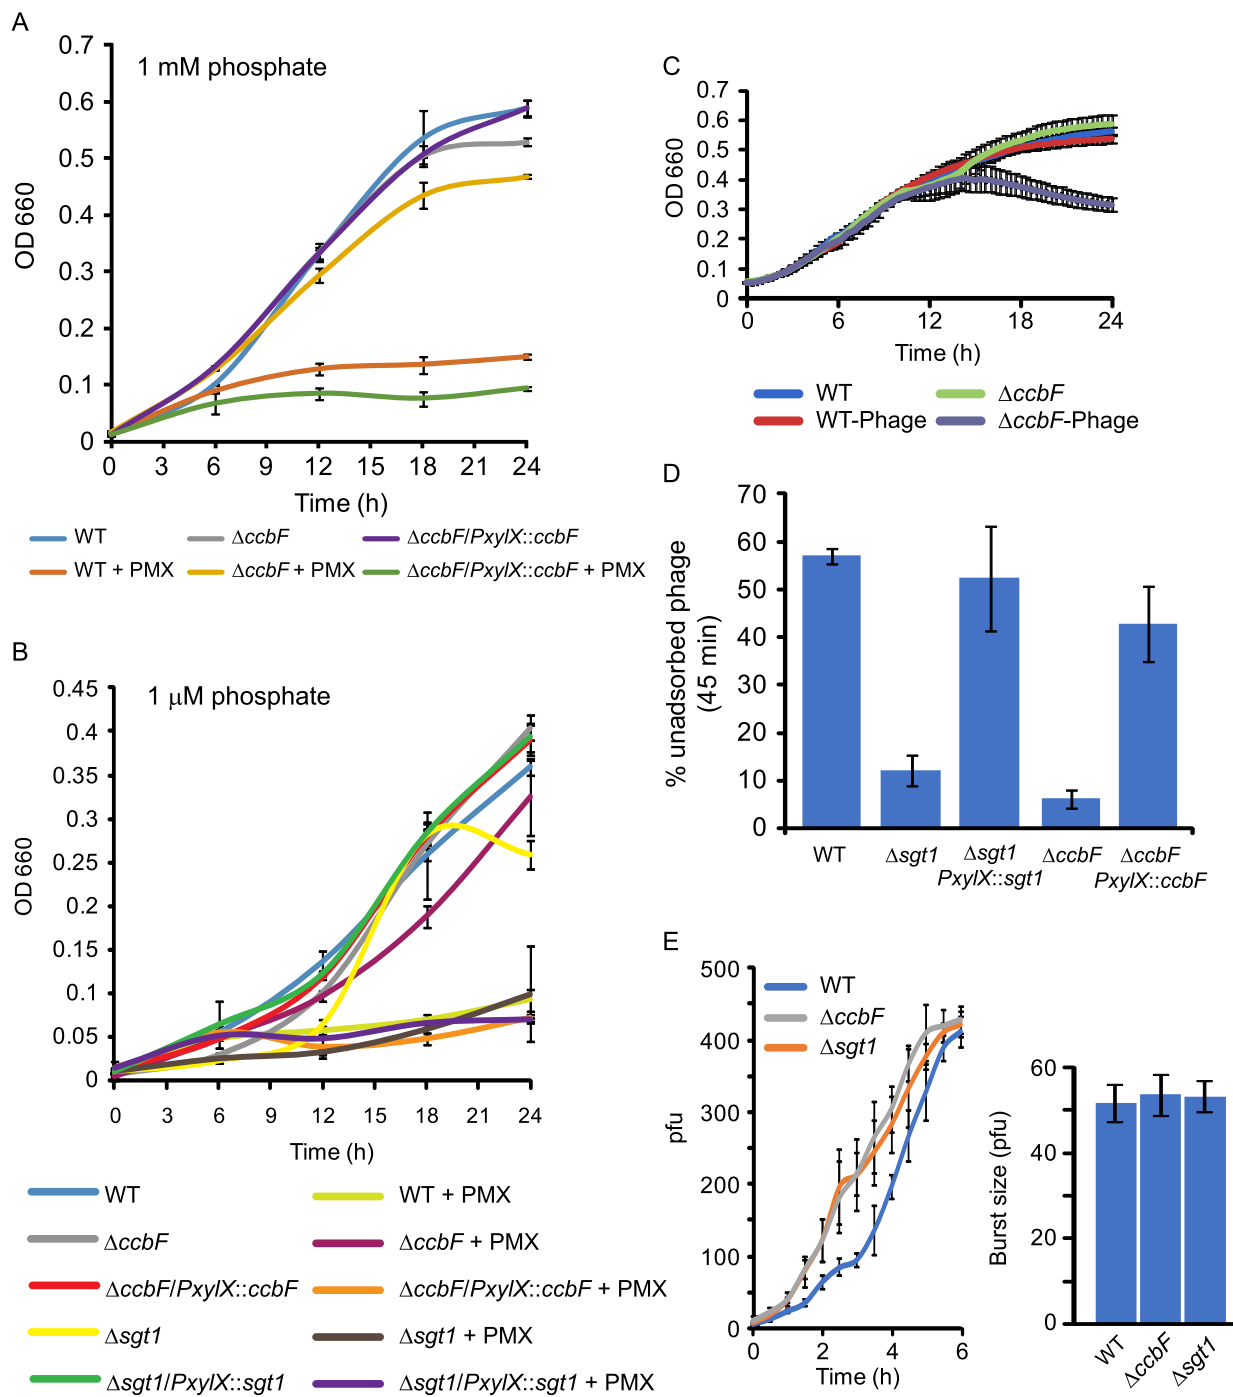 A
1 mM phosphate
0.7
0.6
0.5
0.4
0.3
0.2
0.1
0
OD 660
0 3 6 9 12 15 18 21 24
Time (h)
WT
ΔccbF
ΔccbF/PxylX::ccbF
WT + PMX
ΔccbF + PMX
ΔccbF/PxylX::ccbF + PMX
B
1 μM phosphate
0.45
0.4
0.35
0.3
0.25
0.2
0.15
0.1
0.05
0
OD 660
0 3 6 9 12 15 18 21 24
Time (h)
WT
WT + PMX
ΔccbF
ΔccbF + PMX
ΔccbF/PxylX::ccbF
ΔccbF/PxylX::ccbF + PMX
Δsgt1
Δsgt1 + PMX
Δsgt1/PxylX::sgt1
Δsgt1/PxylX::sgt1 + PMX
C
0.7
0.6
0.5
0.4
0.3
0.2
0.1
0
OD 660
0 6 12 18 24
Time (h)
WT
ΔccbF
WT-Phage
ΔccbF-Phage
D
70
60
50
40
30
20
10
0
% unadsorbed phage
(45 min)
WT
Δsgt1
Δsgt1
PxylX::sgt1
ΔccbF
ΔccbF
PxylX::ccbF
E
500
400
300
200
100
0
pfu
WT
ΔccbF
Δsgt1
0 2 4 6
Time (h)
60
40
20
0
Burst size (pfu)
WT
ΔccbF
Δsgt1